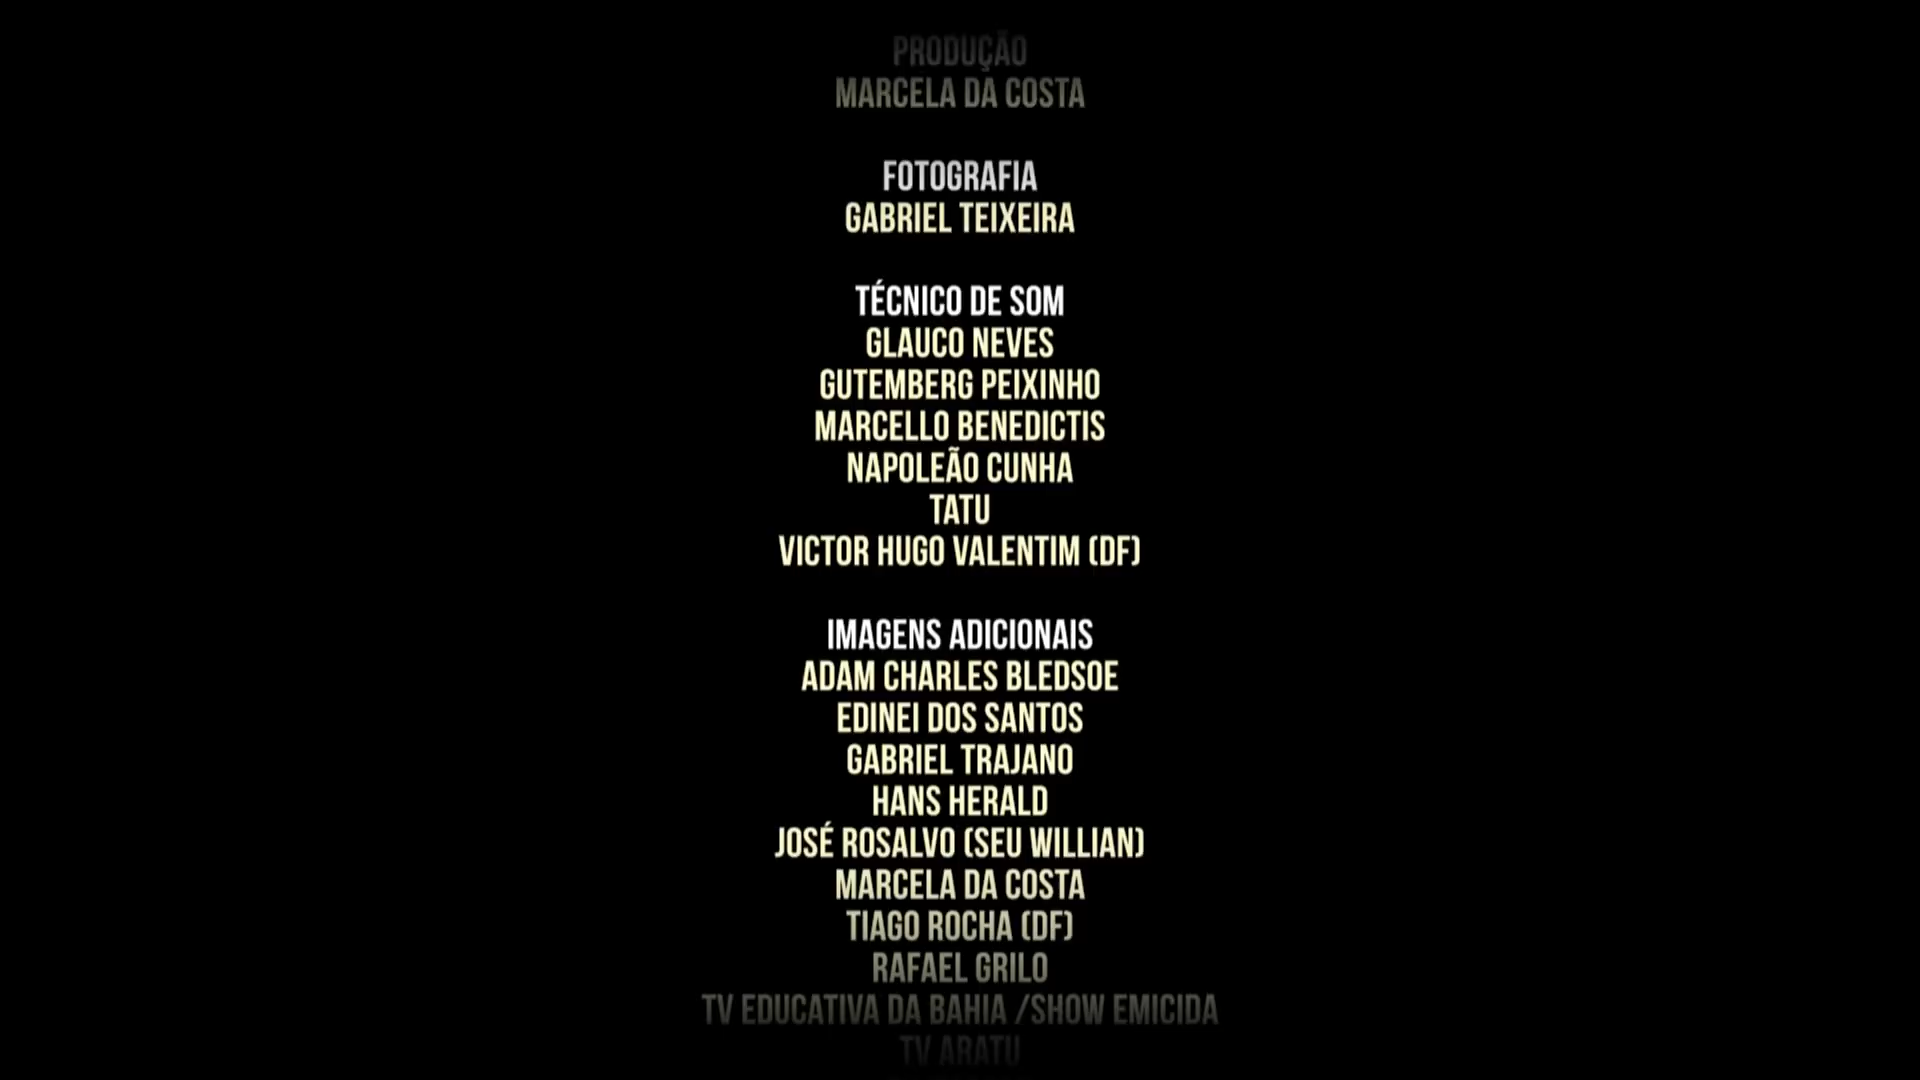 PRODUÇÃO
MARCELA DA COSTA
FOTOGRAFIA
GABRIEL TEIXEIRA
TÉCNICO DE SOM
GLAUCO NEVES
GUTEMBERG PEIXINHO
MARCELLO BENEDICTIS
NAPOLEÃO CUNHA
TATU
VICTOR HUGO VALENTIM (DF)
IMAGENS ADICIONAIS
ADAM CHARLES BLEDSOE
EDINEI DOS SANTOS
GABRIEL TRAJANO
HANS HERALD
JOSÉ ROSALVO (SEU WILLIAN)
MARCELA DA COSTA
TIAGO ROCHA (DF)
RAFAEL GRILO
TV EDUCATIVA DA BAHIA /SHOW EMICIDA
TV ARATU